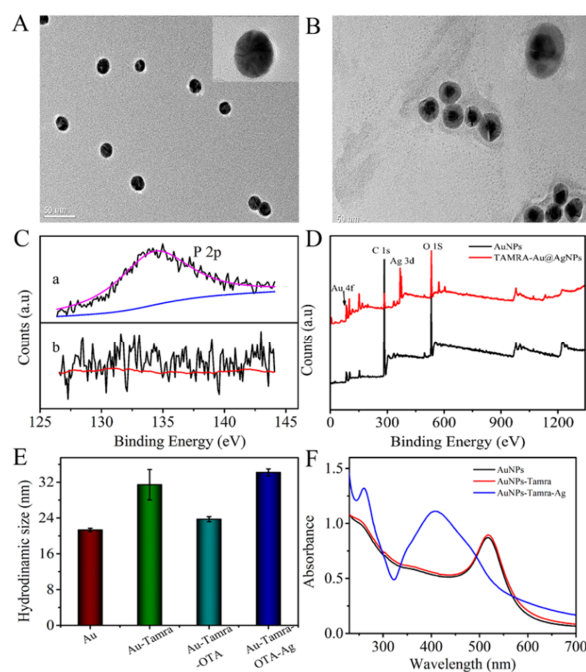 A
B
50 nm
50 nm
C
P 2p
a
b
Counts (a.u)
125 130 135 140 145
Binding Energy (eV)
D
C 1s
O 1S
AuNPs
TAMRA-Au@AgNPs
Ag 3d
Au 4f
Counts (a.u)
0 300 600 900 1200
Binding Energy (eV)
E
Hydrodinamic size (nm)
32
24
16
8
0
Au
Au-Tamra
Au-Tamra
-OTA
Au-Tamra-
OTA-Ag
F
AuNPs
AuNPs-Tamra
AuNPs-Tamra-Ag
Absorbance
1.5
1.0
0.5
0.0
300 400 500 600 700
Wavelength (nm)